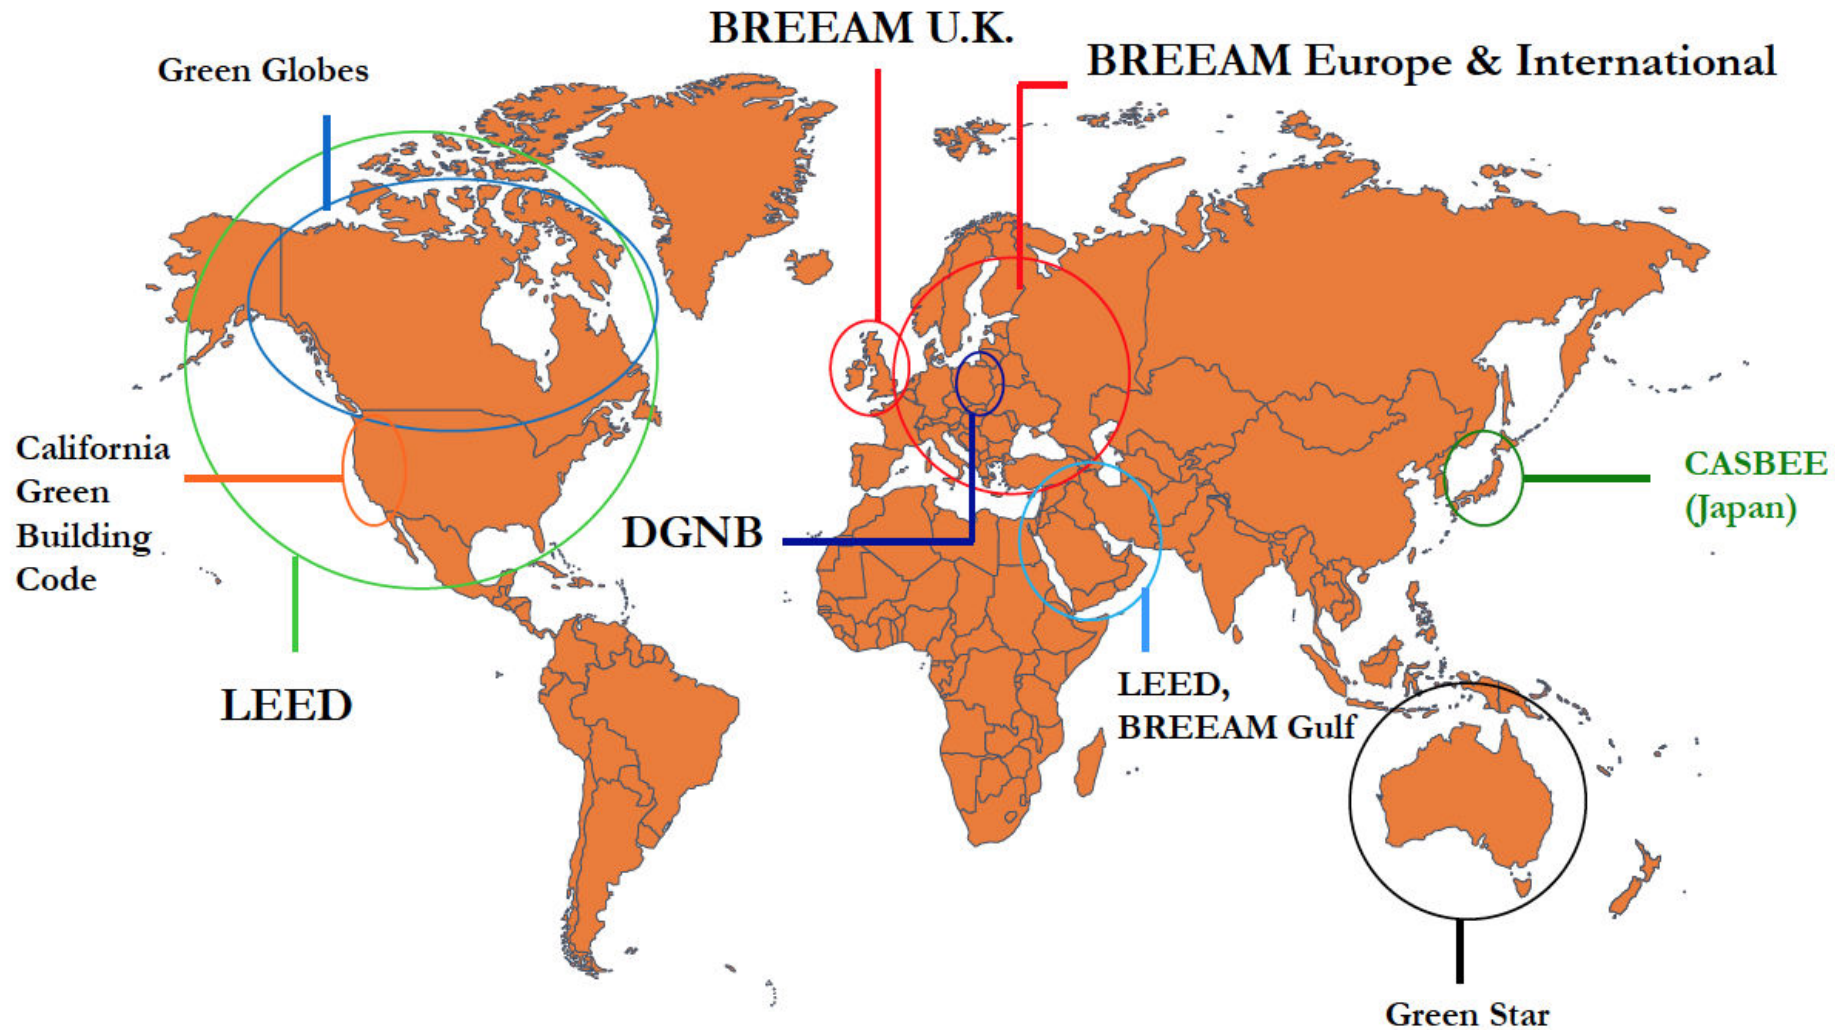 BREEAM U.K.
Green Globes
BREEAM Europe & International
California
Green
Building
Code
CASBEE
(Japan)
DGNB
LEED
LEED,
BREEAM Gulf
Green Star